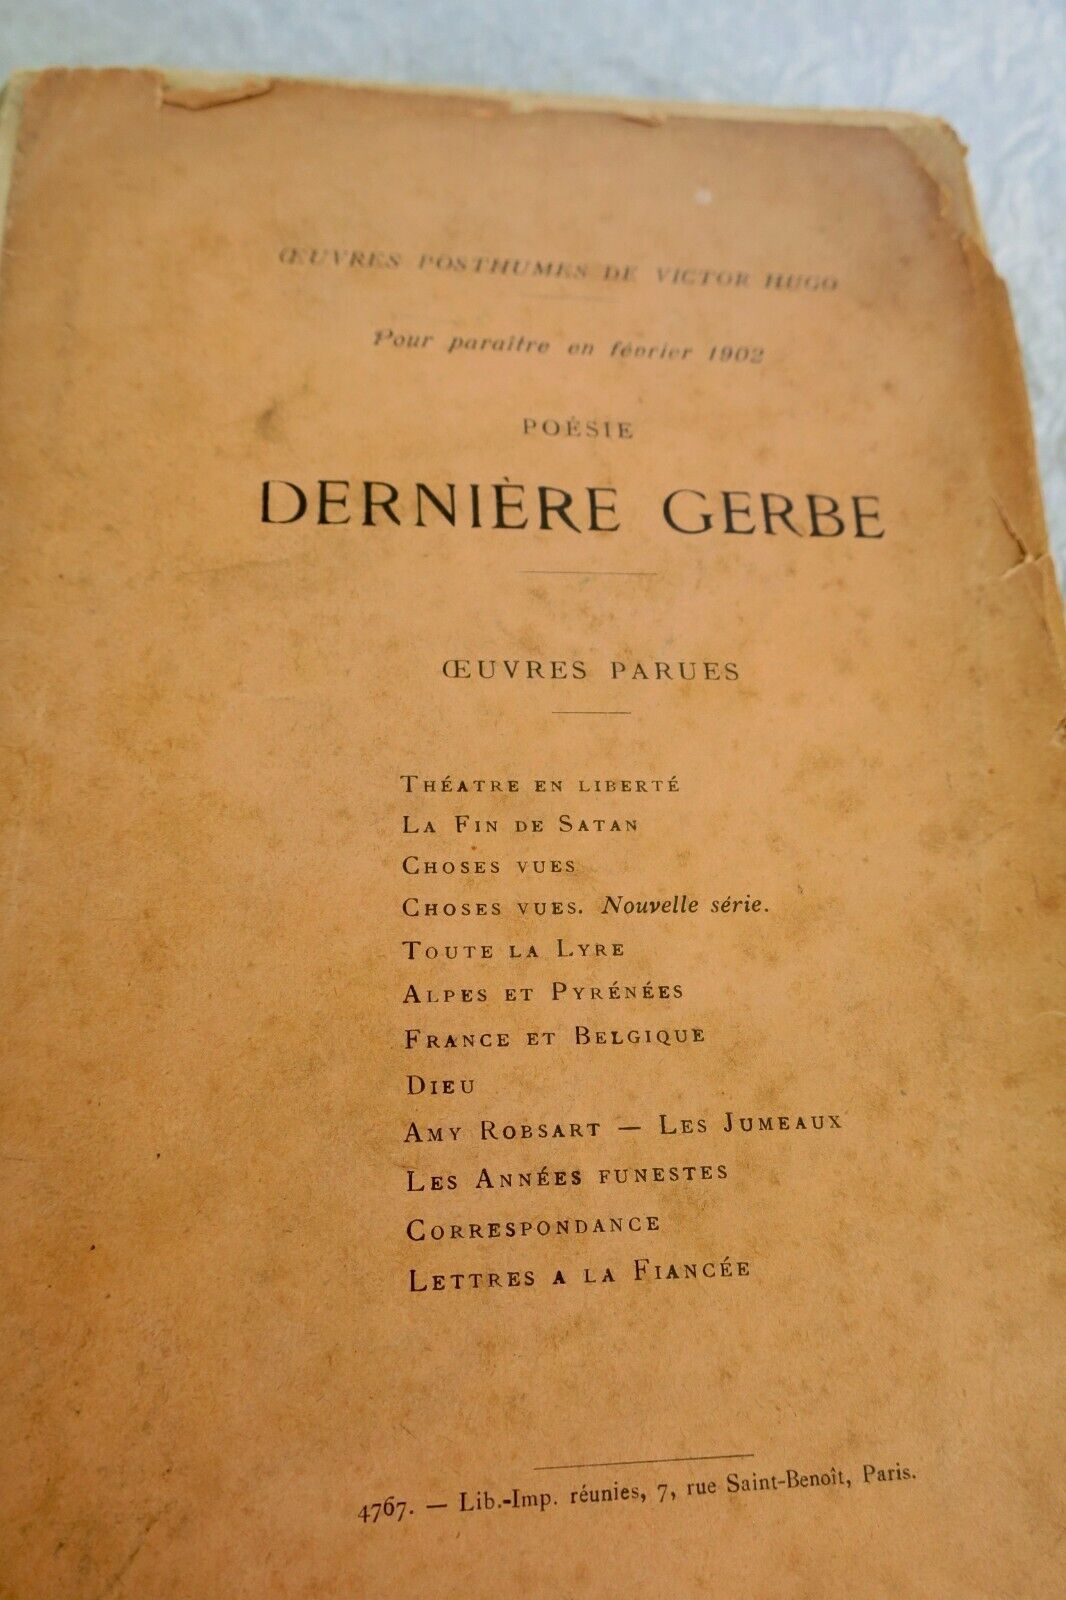 ŒUVRES POSTHUMES DE VICTOR HUGO
Pour paraître en février 1902
POÉSIE
DERNIÈRE GERBE
ŒUVRES PARUES
THÉATRE EN LIBERTÉ
LA FIN DE SATAN
CHOSES VUES
CHOSES VUES. Nouvelle série.
TOUTE LA LYRE
ALPES ET PYRÉNÉES
FRANCE ET BELGIQUE
DIEU
AMY ROBSART — LES JUMEAUX
LES ANNÉES FUNESTES
CORRESPONDANCE
LETTRES A LA FIANCÉE
4767. — Lib.-Imp. réunies, 7, rue Saint-Benoît, Paris.